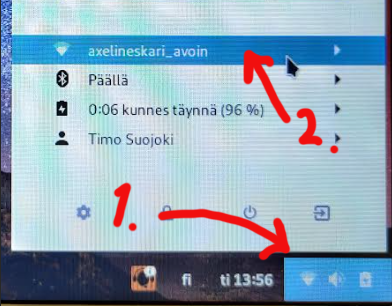 axelineskari_avoin
Päällä
0:06 kunnes täynnä (96 %)
2.
Timo Suojoki
1.
fi ti 13:56